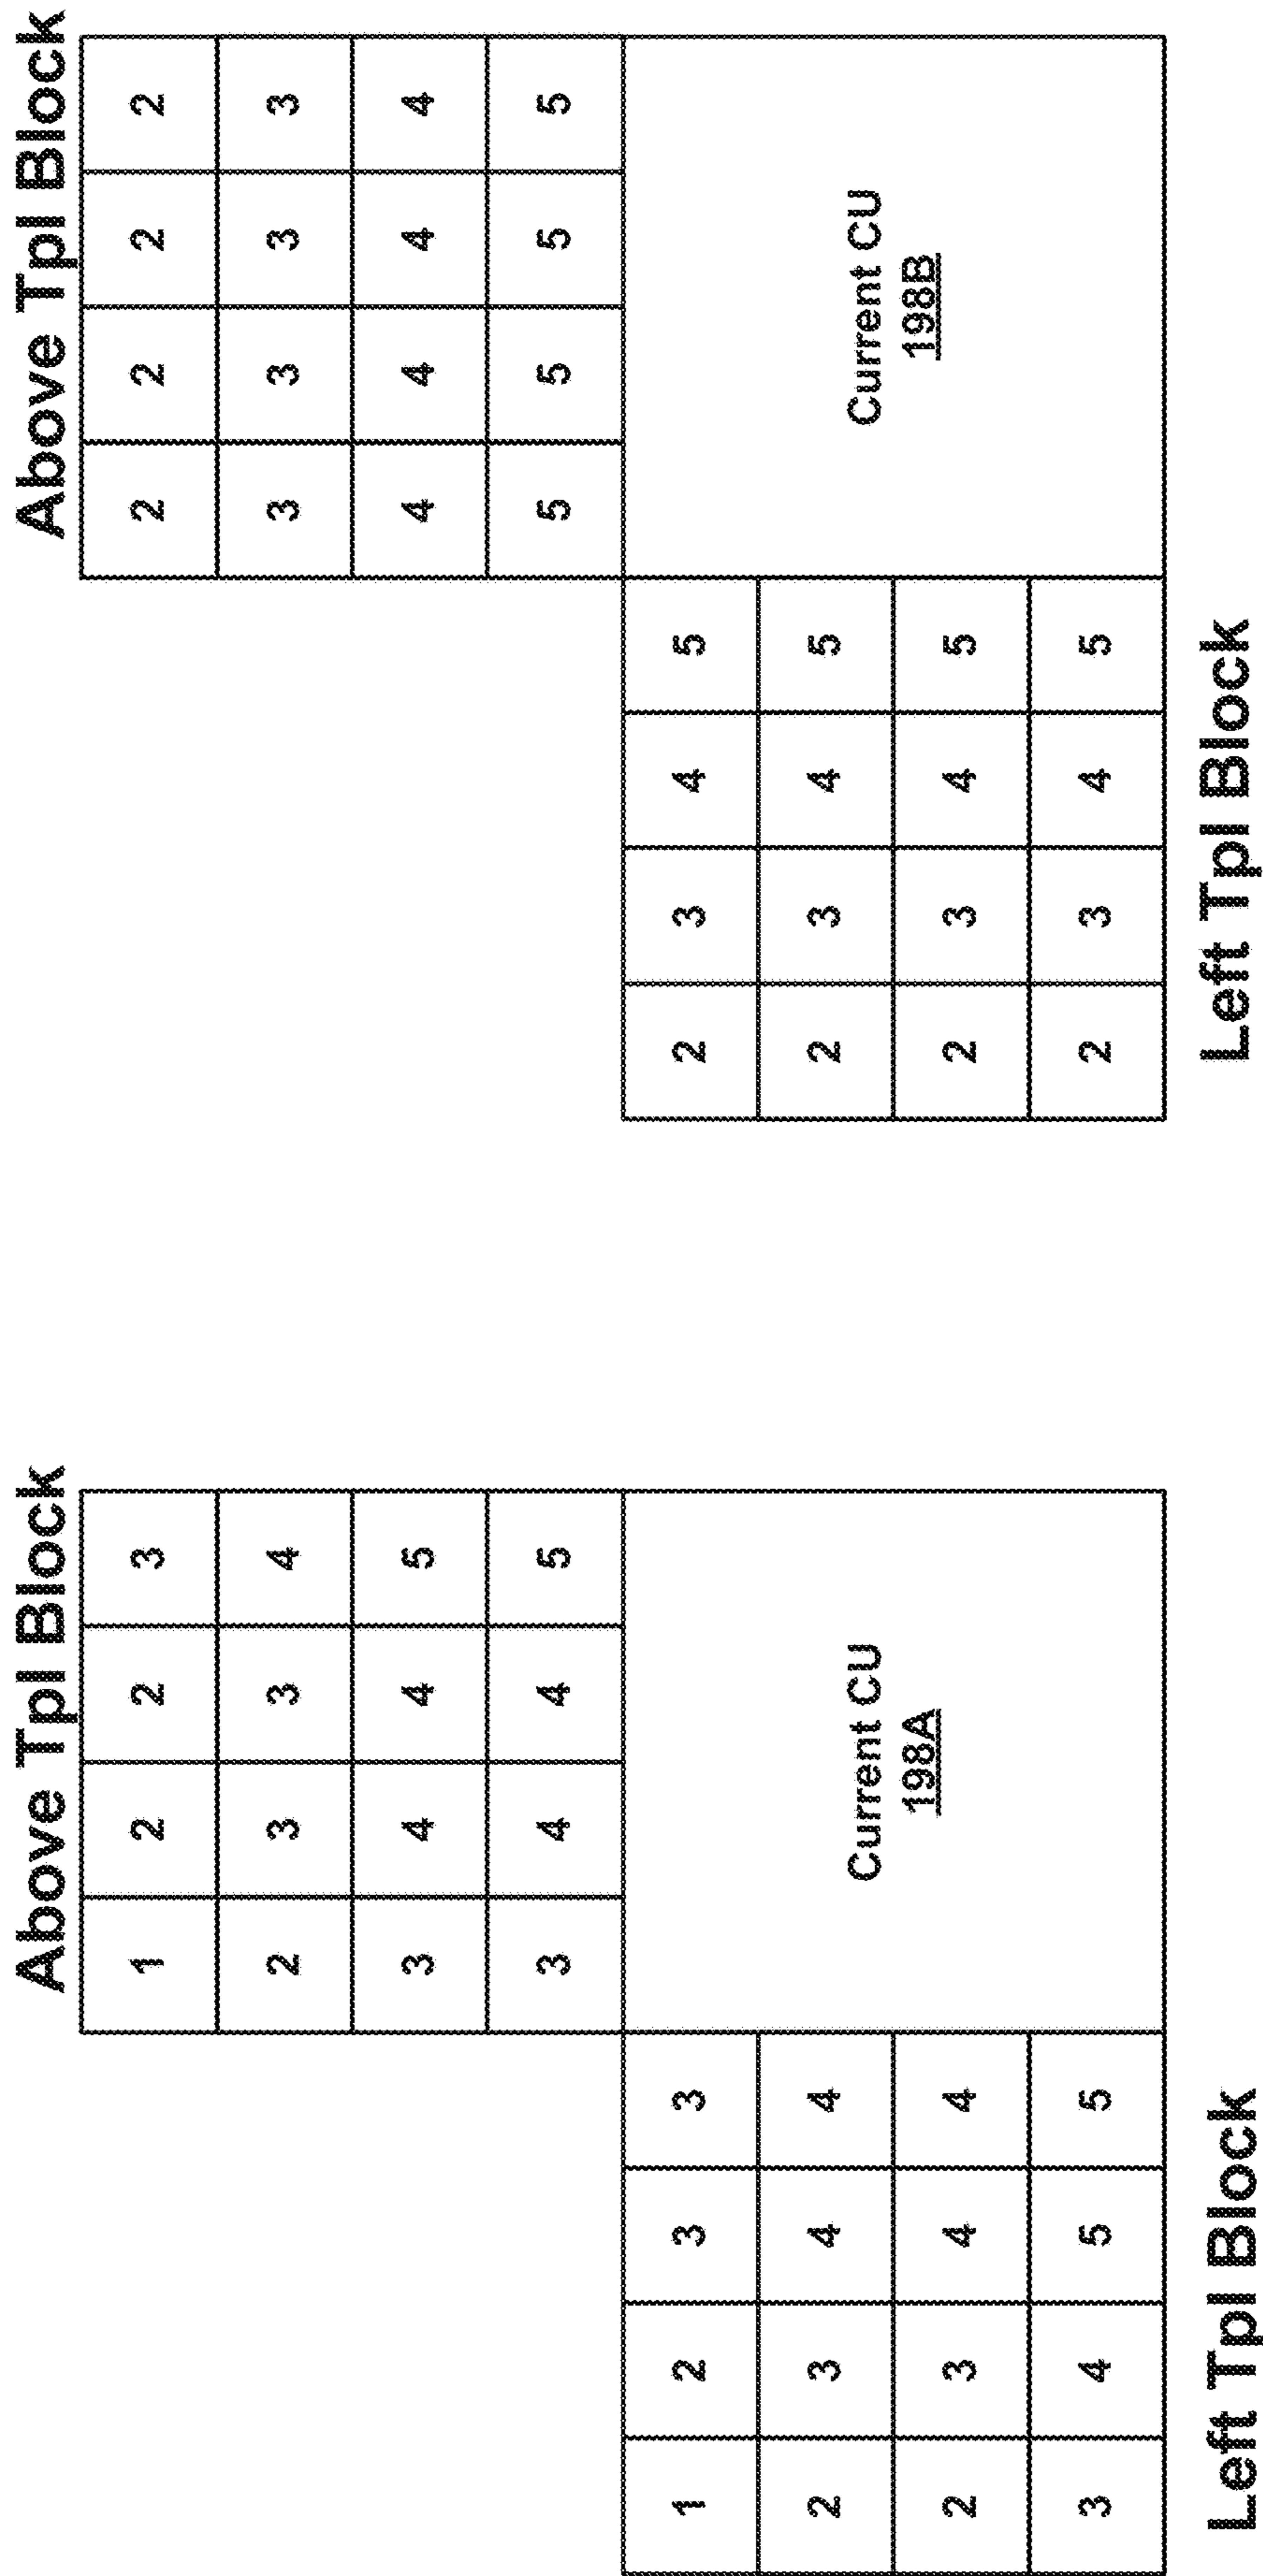 Above Tpl Block
1 2 2 3
2 3 3 4
3 4 4 5
3 4 4 5
1 2 3 3
2 3 4 4
2 3 4 4
3 4 5 5
Current CU
198A
Left Tpl Block
Above Tpl Block
2 2 2 2
3 3 3 3
4 4 4 4
5 5 5 5
2 3 4 5
2 3 4 5
2 3 4 5
2 3 4 5
Current CU
198B
Left Tpl Block